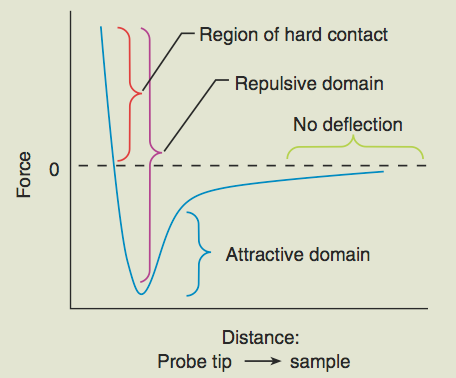 Region of hard contact
Repulsive domain
No deflection
0
Force
Attractive domain
Distance:
Probe tip → sample